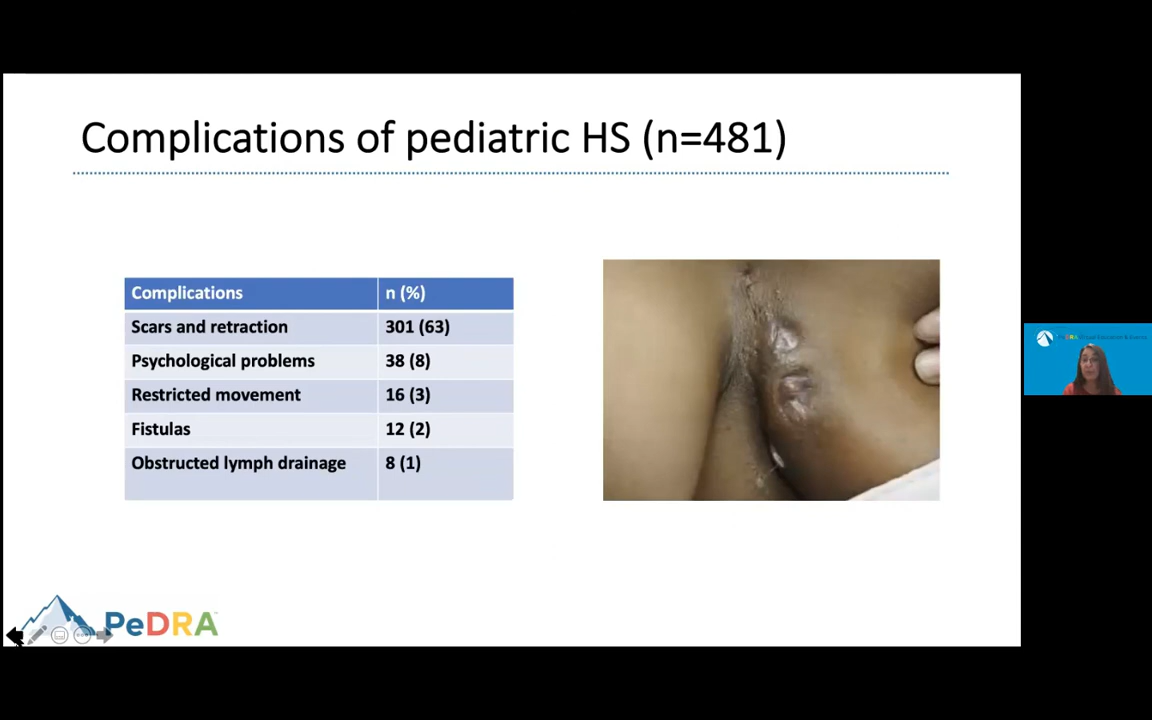 Complications of pediatric HS (n=481)
Complications n (%)
Scars and retraction 301 (63)
Psychological problems 38 (8)
Restricted movement 16 (3)
Fistulas 12 (2)
Obstructed lymph drainage 8 (1)
PeDRA